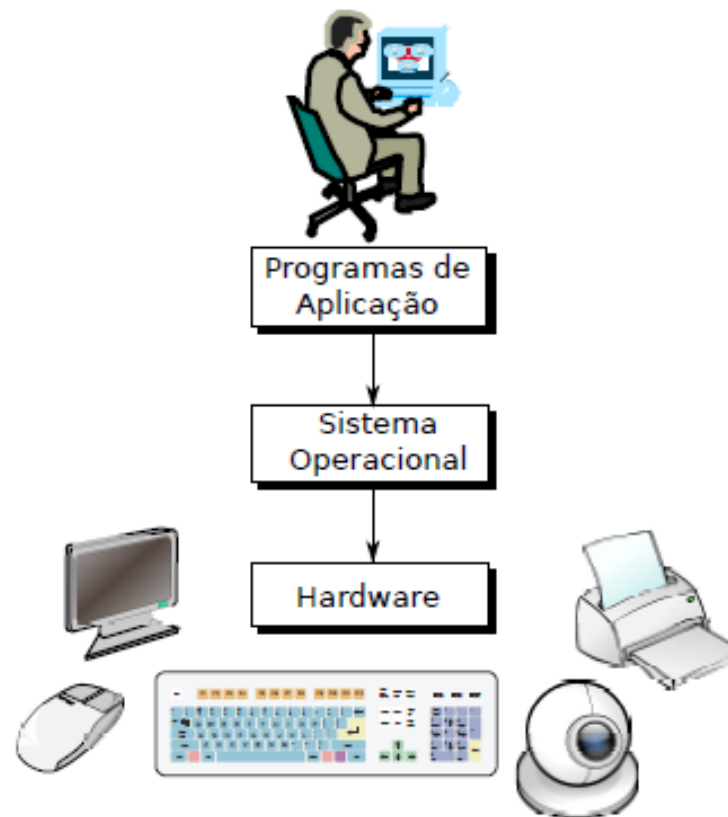 Programas de
Aplicação
Sistema
Operacional
Hardware